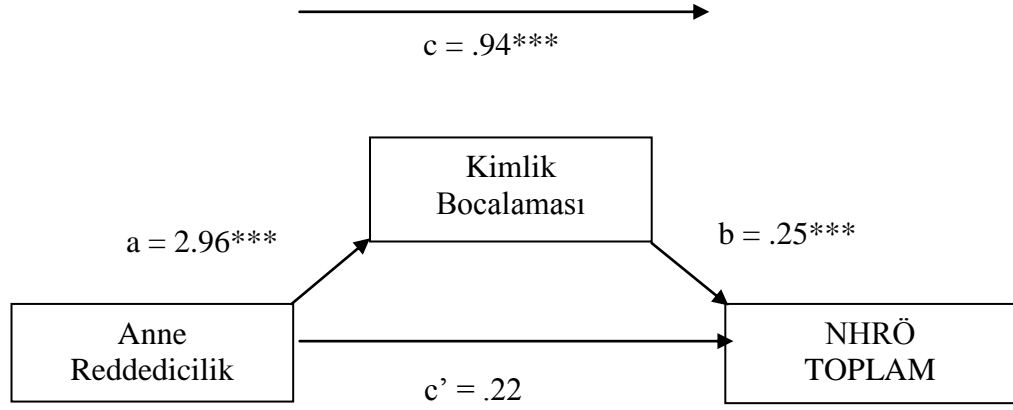 c = .94***
Kimlik
Bocalaması
a = 2.96***
b = .25***
Anne
Reddedicilik
NHRÖ
TOPLAM
c’ = .22